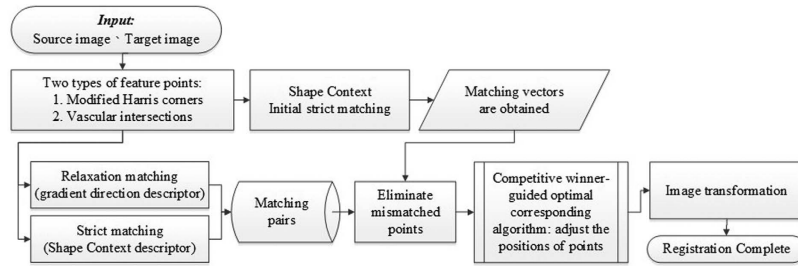 Input:
Source image、Target image
Two types of feature points:
1. Modified Harris corners
2. Vascular intersections
Shape Context
Initial strict matching
Matching vectors
are obtained
Relaxation matching
(gradient direction descriptor)
Strict matching
(Shape Context descriptor)
Matching
pairs
Eliminate
mismatched
points
Competitive winner-
guided optimal
corresponding
algorithm: adjust the
positions of points
Image transformation
Registration Complete